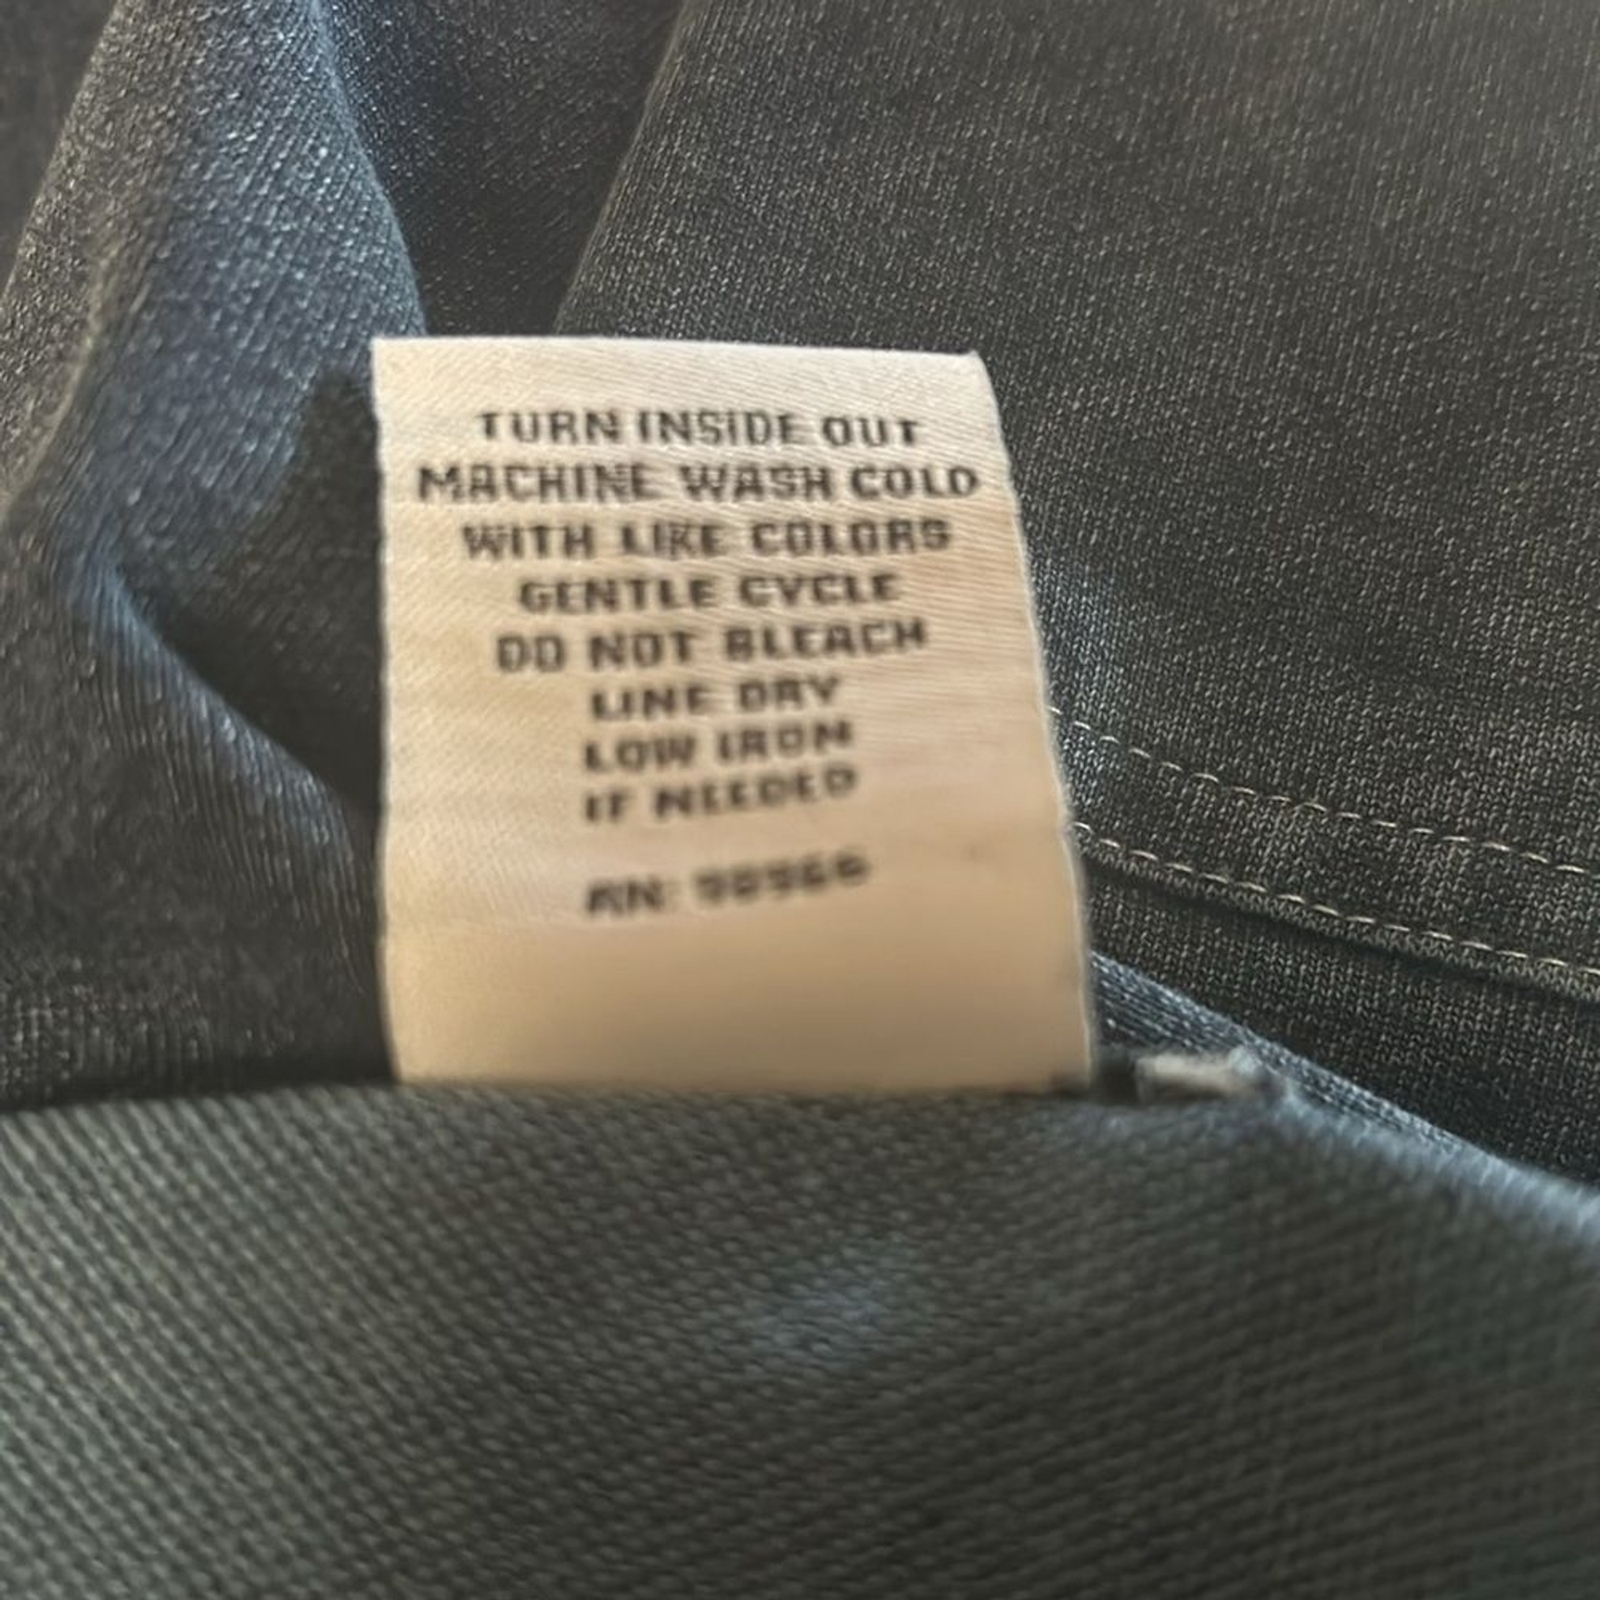 TURN INSIDE OUT
MACHINE WASH COLD
WITH LIKE COLORS
GENTLE CYCLE
DO NOT BLEACH
LINE DRY
LOW IRON
IF NEEDED
RN: